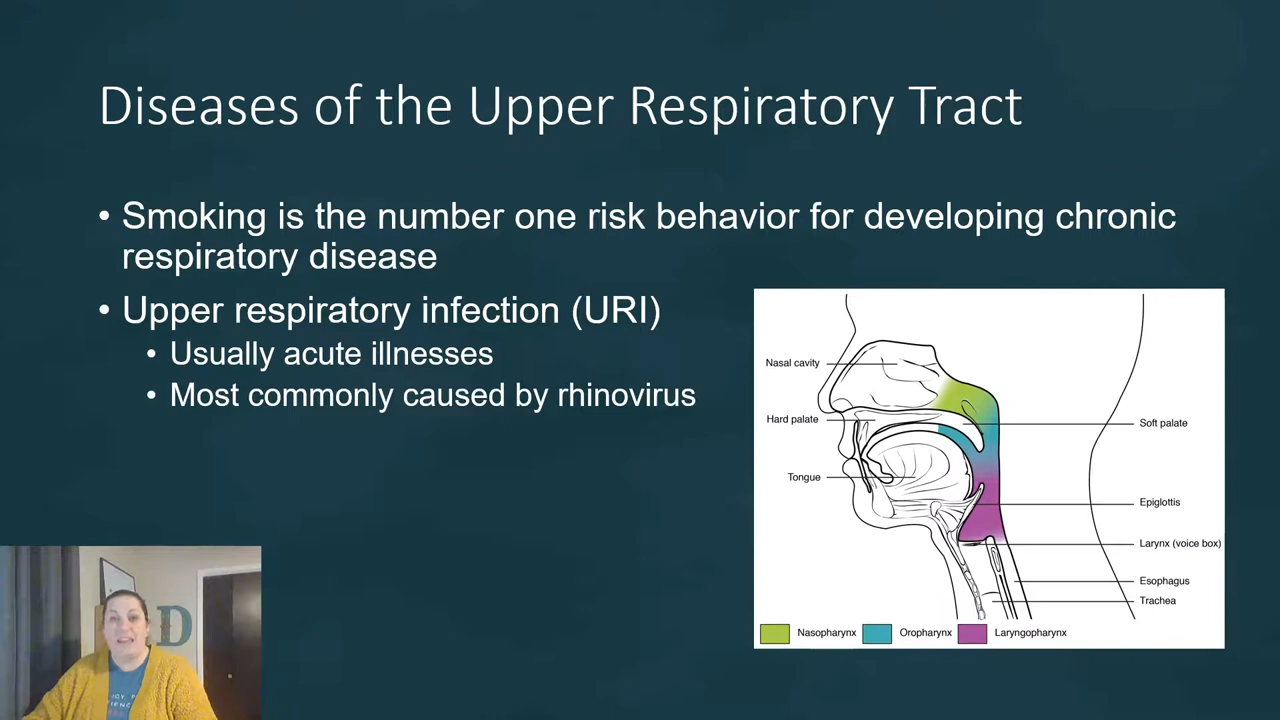 Diseases of the Upper Respiratory Tract
• Smoking is the number one risk behavior for developing chronic
respiratory disease
• Upper respiratory infection (URI)
• Usually acute illnesses
• Most commonly caused by rhinovirus
Nasal cavity
Hard palate
Tongue
Soft palate
Epiglottis
Larynx (voice box)
Esophagus
Trachea
Nasopharynx
Oropharynx
Laryngopharynx
D